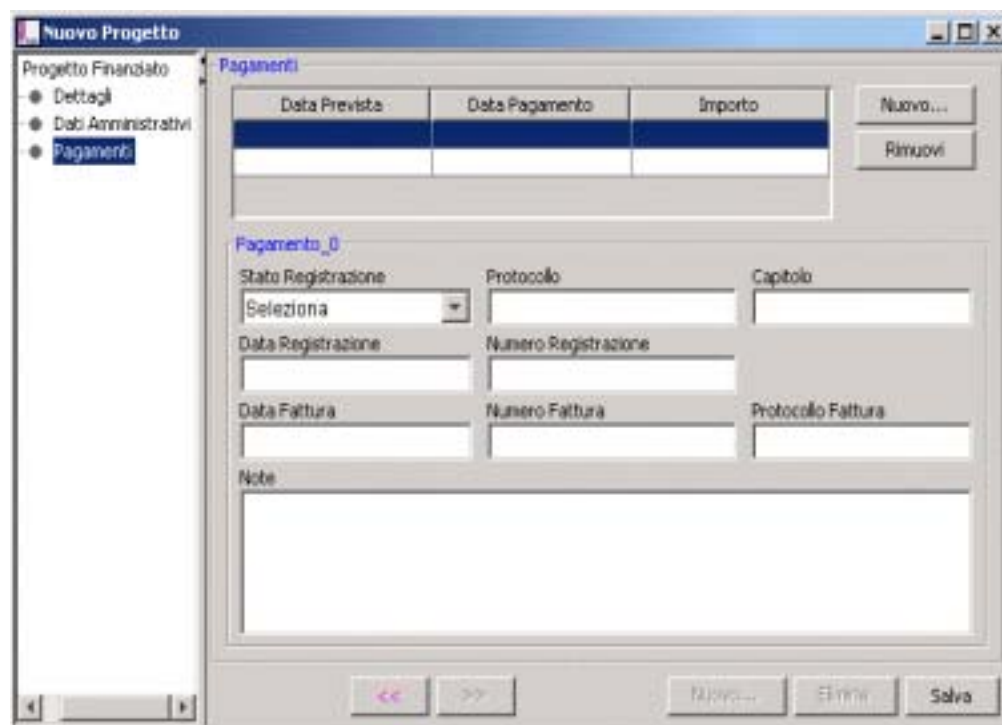 Nuovo Progetto
Progetto Finanziato
Dettagli
Dati Amministrativi
Pagamenti
Pagamenti
Data Prevista Data Pagamento Importo
Nuovo...
Rimuovi
Pagamento_0
Stato Registrazione Protocollo Capitolo
Seleziona
Data Registrazione Numero Registrazione
Data Fattura Numero Fattura Protocollo Fattura
Note
<< >> Nuovo... Elimina Salva